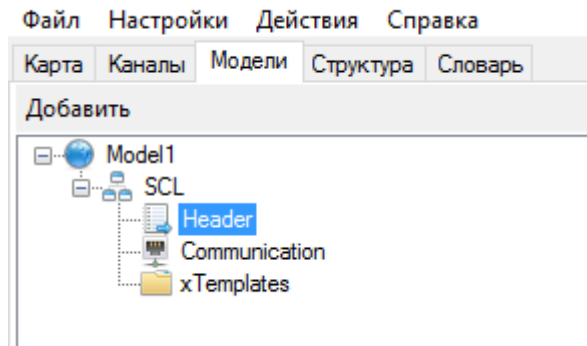 Файл Настройки Действия Справка
Карта Каналы Модели Структура Словарь
Добавить
Model1
SCL
Header
Communication
xTemplates